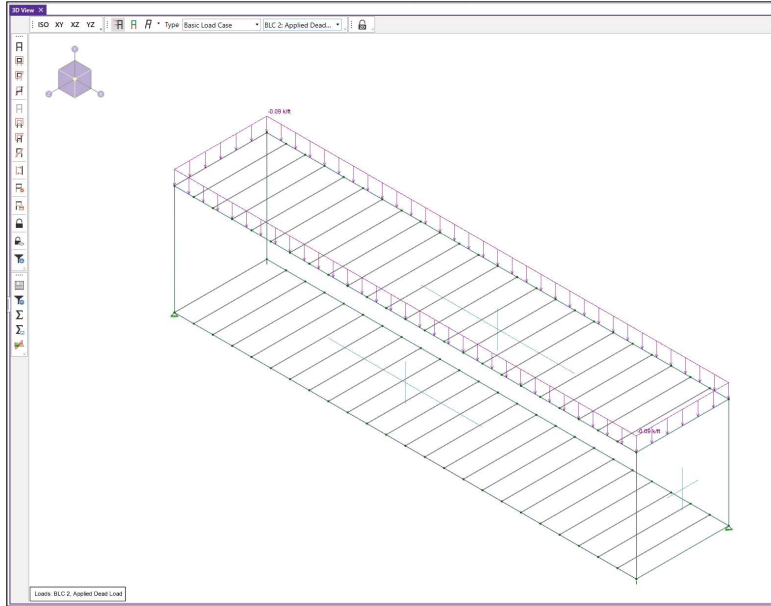 3D View ×
ISO XY XZ YZ Type Basic Load Case BLC 2: Applied Dead...
-0.09 k/ft
-0.09 k/ft
Loads: BLC 2, Applied Dead Load